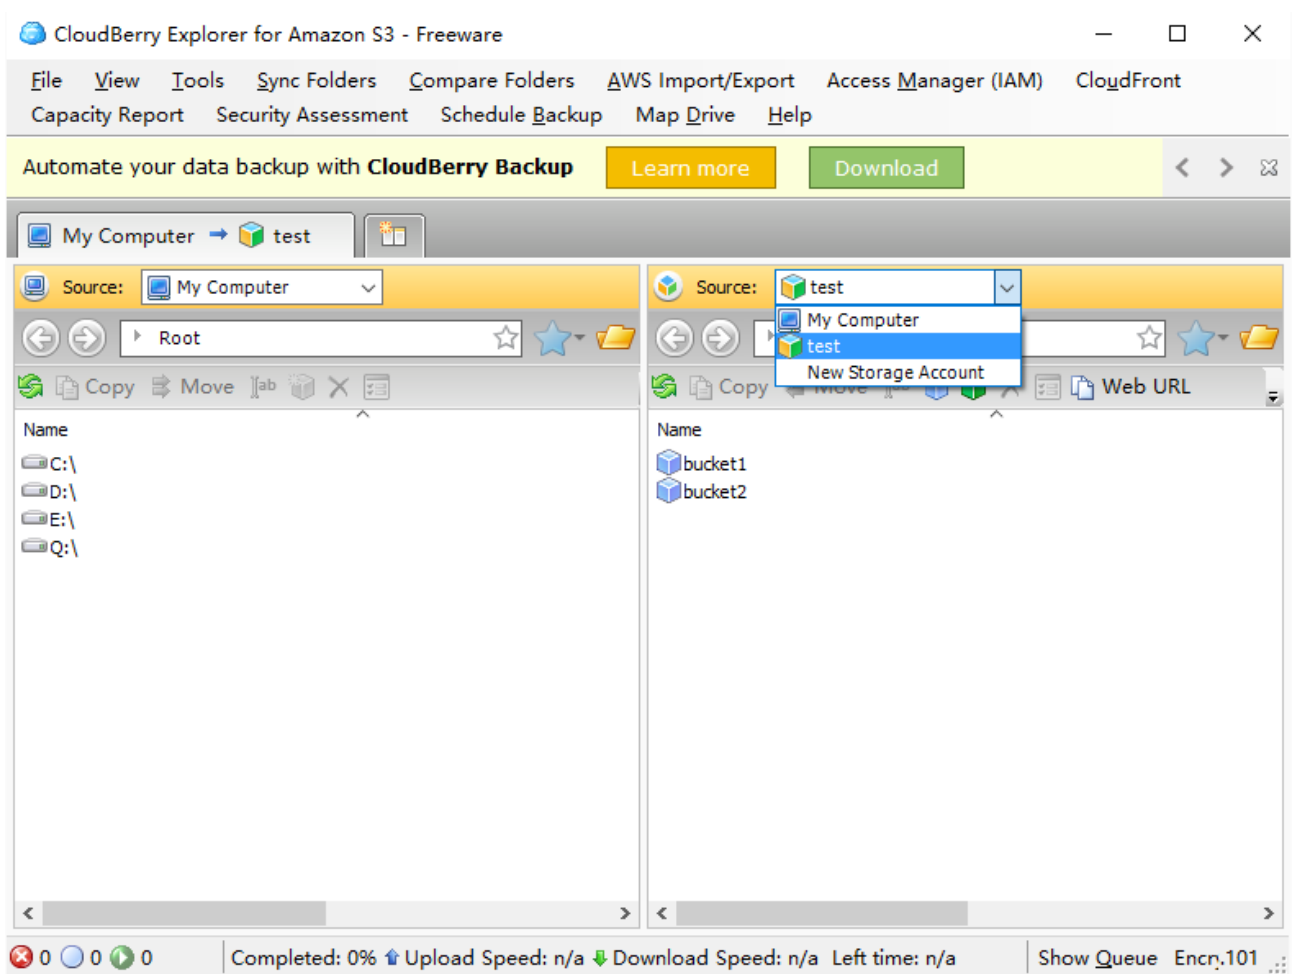 CloudBerry Explorer for Amazon S3 - Freeware
File View Tools Sync Folders Compare Folders AWS Import/Export Access Manager (IAM) CloudFront
Capacity Report Security Assessment Schedule Backup Map Drive Help
Automate your data backup with CloudBerry Backup Learn more Download
My Computer test
Source: My Computer
Source: test
My Computer
test
New Storage Account
Root
Copy Move
Copy Move Web URL
Name
C:\
D:\
E:\
Q:\
Name
bucket1
bucket2
0 0 0 Completed: 0% Upload Speed: n/a Download Speed: n/a Left time: n/a Show Queue Encr.101